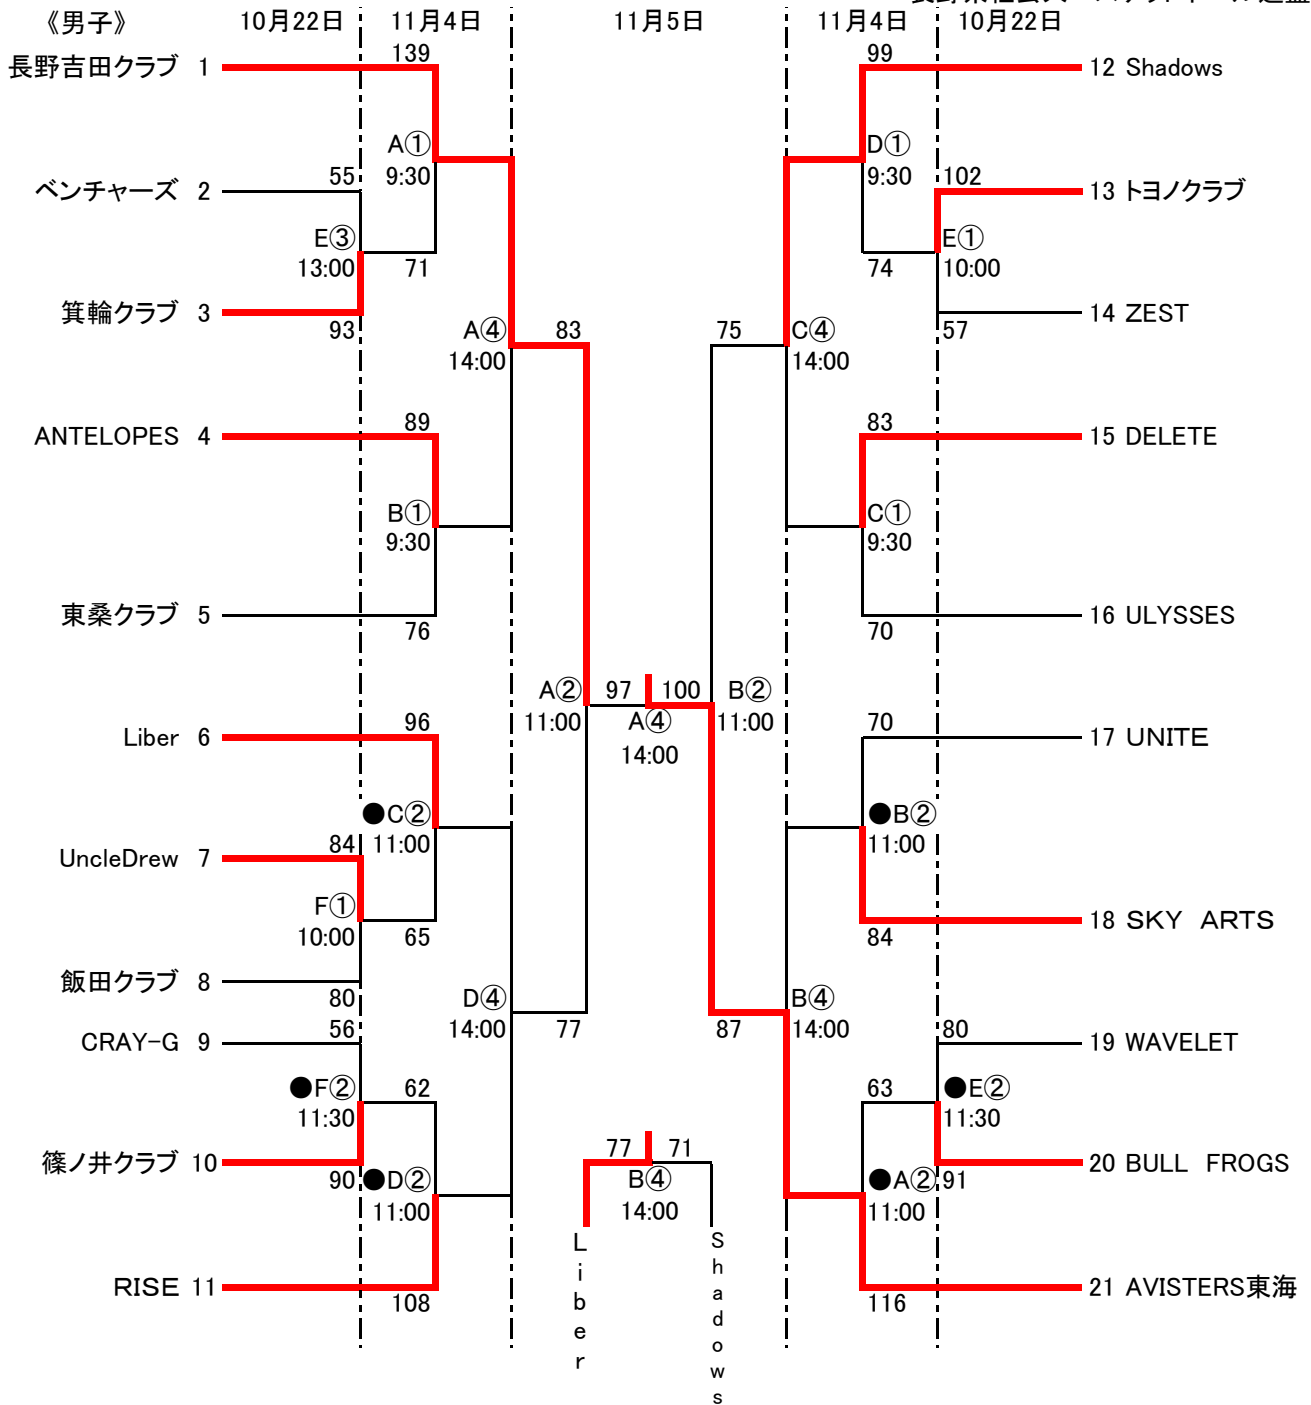 《男子》 10月22日 11月4日 11月5日 11月4日 10月22日
139 99
長野吉田クラブ 1 12 Shadows
A① D①
9:30 9:30
55 102
ベンチャーズ 2 13 トヨノクラブ
E③ E①
13:00 71 74 10:00
箕輪クラブ 3 14 ZEST
93 A④ 83 75 C④ 57
14:00 14:00
89 83
ANTELOPES 4 15 DELETE
B① C①
9:30 9:30
東桑クラブ 5 16 ULYSSES
76 70
A② 97 100 B②
11:00 A④ 11:00
14:00
96 70
Liber 6 17 UNITE
●C② ●B②
84 11:00 11:00
UncleDrew 7
F① 18 SKY ARTS
10:00 65 84
飯田クラブ 8
80 D④ B④
56 14:00 77 87 14:00 80
CRAY-G 9 19 WAVELET
●F② 62 63 ●E②
11:30 11:30
77 71
篠ノ井クラブ 10 20 BULL FROGS
90 ●D② B④ ●A② 91
11:00 14:00 11:00
Liber Shadows
RISE 11 21 AVISTERS東海
108 116